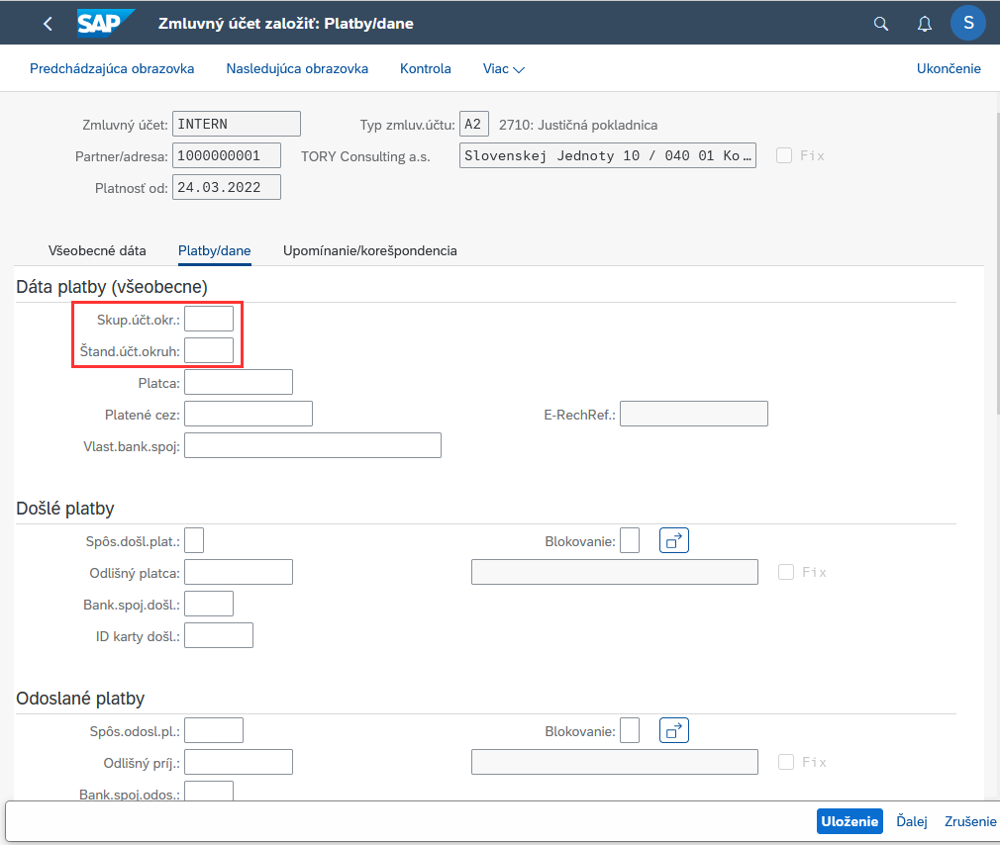 SAP Zmluvný účet založiť: Platby/dane S
Predchádzajúca obrazovka Nasledujúca obrazovka Kontrola Viac Ukončenie
Zmluvný účet: INTERN Typ zmluv.účtu: A2 2710: Justičná pokladnica
Partner/adresa: 1000000001 TORY Consulting a.s. Slovenskej Jednoty 10 / 040 01 Ko… Fix
Platnosť od: 24.03.2022
Všeobecné dáta Platby/dane Upomínanie/korešpondencia
Dáta platby (všeobecne)
Skup.účt.okr.:
Štand.účt.okruh:
Platca:
Platené cez: E-RechRef.:
Vlast.bank.spoj:
Došlé platby
Spôs.došl.plat.: Blokovanie:
Odlišný platca: Fix
Bank.spoj.došl.:
ID karty došl.:
Odoslané platby
Spôs.odosl.pl.: Blokovanie:
Odlišný príj.: Fix
Bank.spoj.odos.:
Uloženie Ďalej Zrušenie